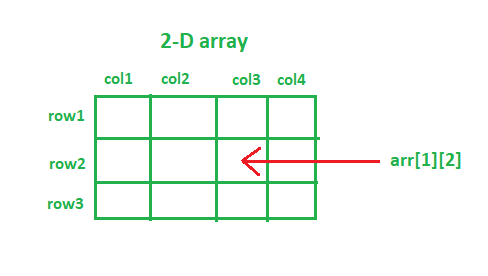 2-D array
col1 col2 col3 col4
row1
row2 arr[1][2]
row3